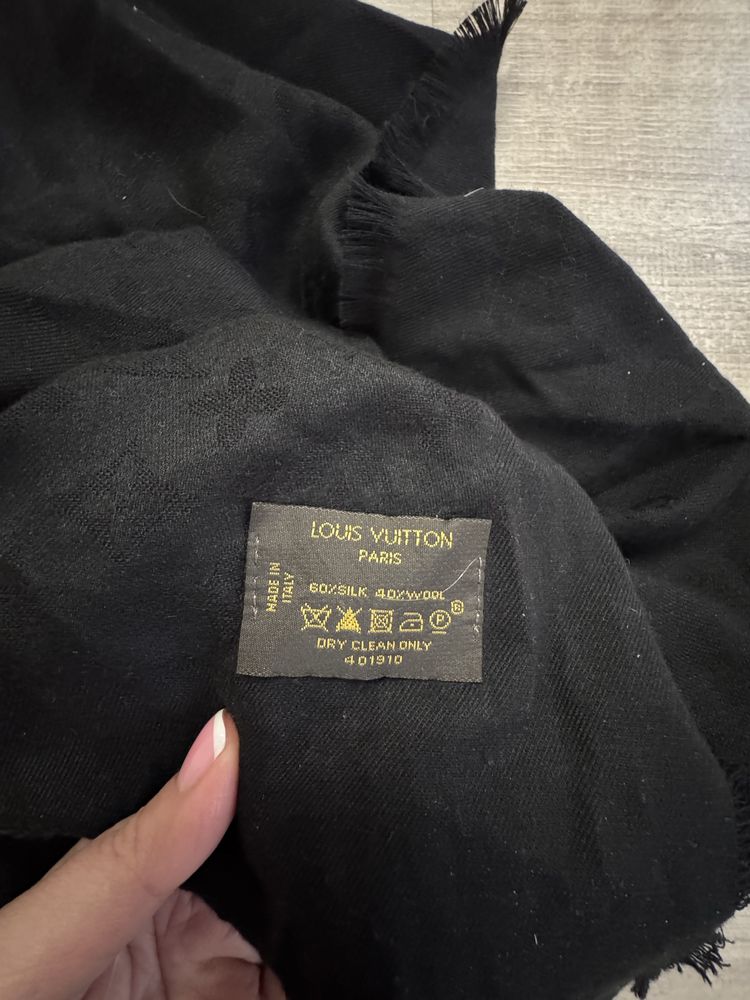 LOUIS VUITTON
PARIS
MADE IN
ITALY
60%SILK 40%WOOL
P
®
DRY CLEAN ONLY
401910